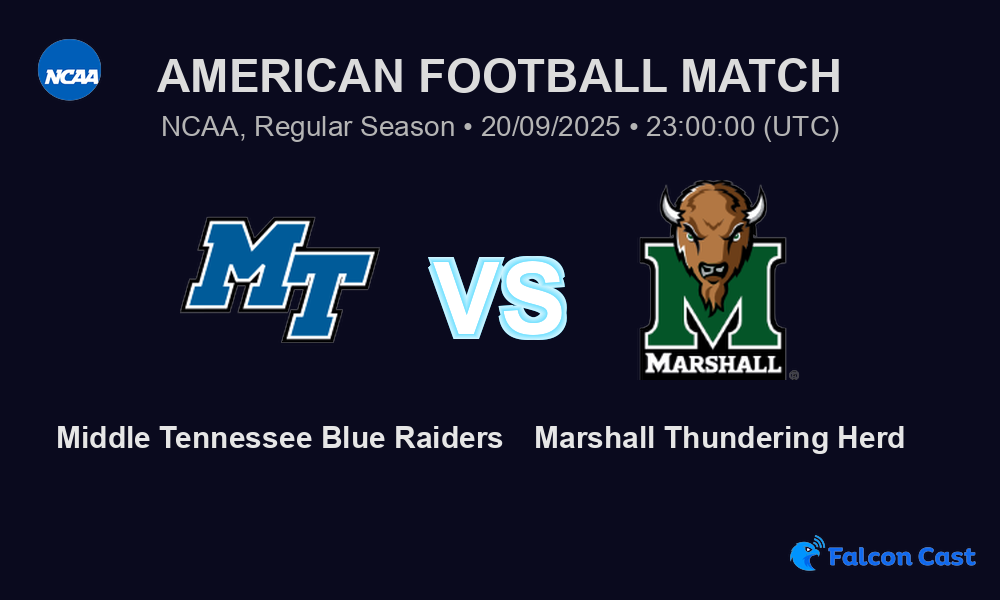 NCAA
AMERICAN FOOTBALL MATCH
NCAA, Regular Season • 20/09/2025 • 23:00:00 (UTC)
MT
VS
M
MARSHALL
®
Middle Tennessee Blue Raiders
Marshall Thundering Herd
Falcon Cast